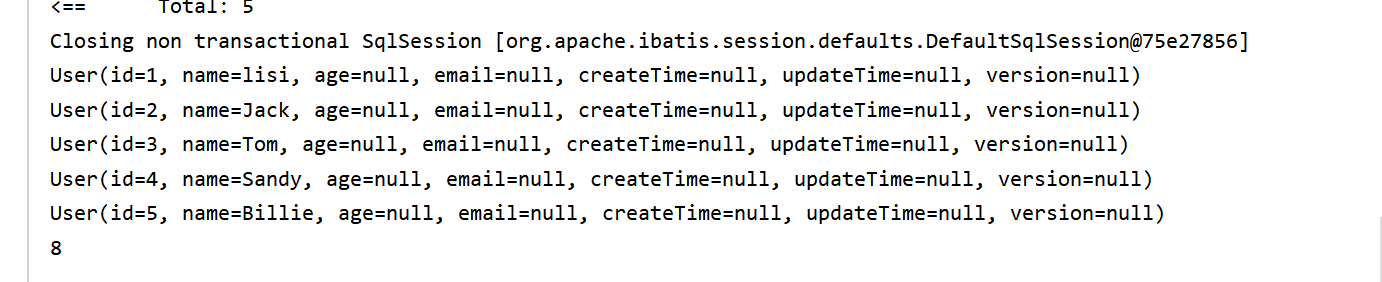 <==      Total: 5
Closing non transactional SqlSession [org.apache.ibatis.session.defaults.DefaultSqlSession@75e27856]
User(id=1, name=lisi, age=null, email=null, createTime=null, updateTime=null, version=null)
User(id=2, name=Jack, age=null, email=null, createTime=null, updateTime=null, version=null)
User(id=3, name=Tom, age=null, email=null, createTime=null, updateTime=null, version=null)
User(id=4, name=Sandy, age=null, email=null, createTime=null, updateTime=null, version=null)
User(id=5, name=Billie, age=null, email=null, createTime=null, updateTime=null, version=null)
8